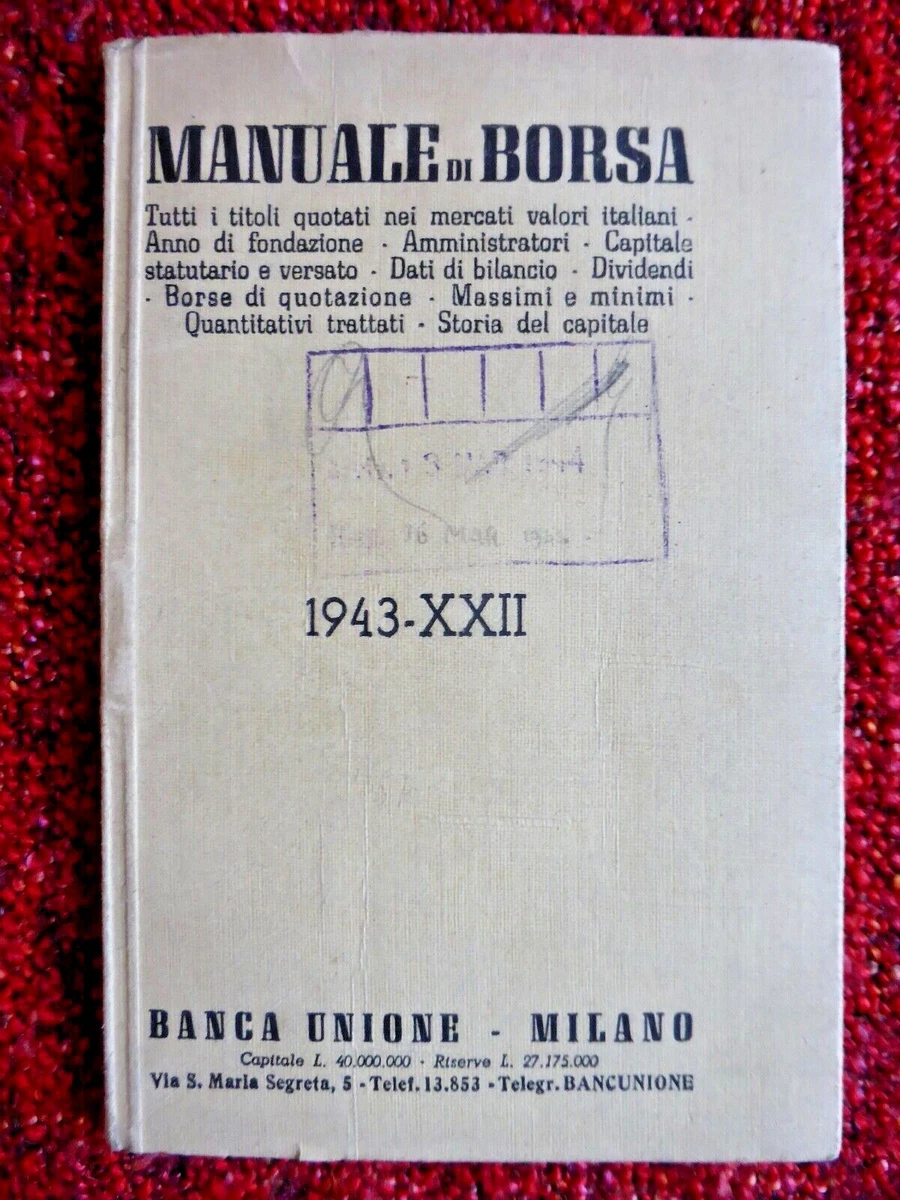 MANUALE DI BORSA
Tutti i titoli quotati nei mercati valori italiani ·
Anno di fondazione · Amministratori · Capitale
statutario e versato · Dati di bilancio · Dividendi
· Borse di quotazione · Massimi e minimi ·
Quantitativi trattati · Storia del capitale
16 MAR
1943-XXII
BANCA UNIONE - MILANO
Capitale L. 40.000.000 · Riserve L. 27.175.000
Via S. Maria Segreta, 5 - Telef. 13.853 - Telegr. BANCUNIONE